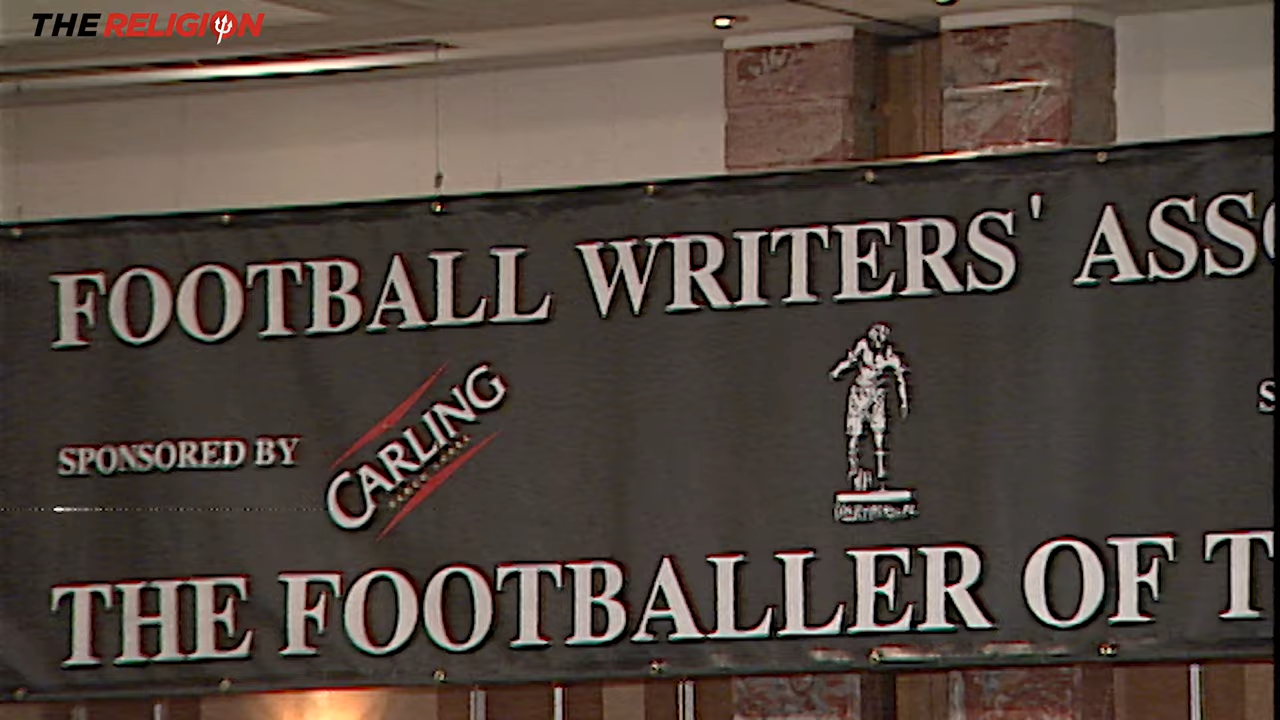 THE RELIGION
FOOTBALL WRITERS' ASSO
SPONSORED BY
CARLING
S
THE FOOTBALLER OF T